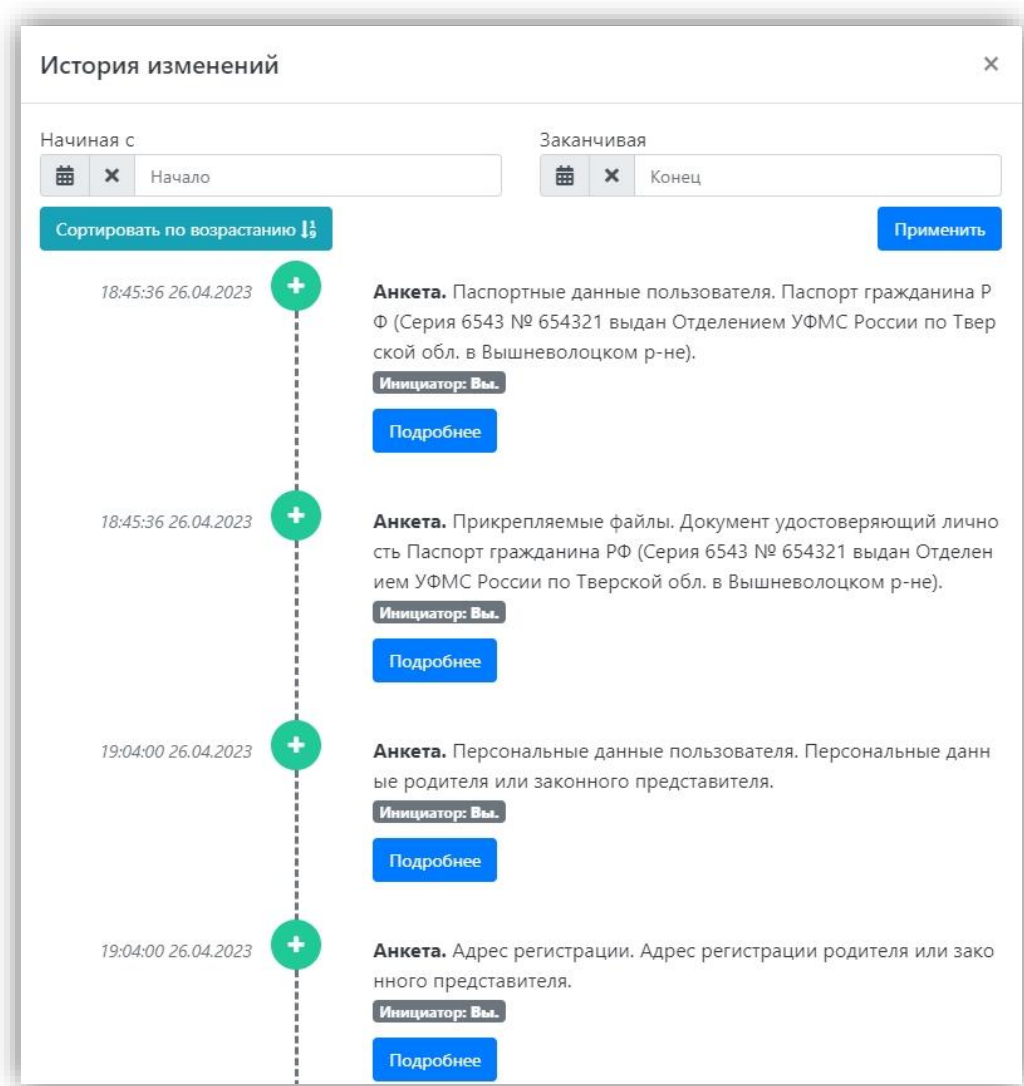 История изменений
Начиная с
Заканчивая
Начало
Конец
Сортировать по возрастанию
Применить
18:45:36 26.04.2023
Анкета. Паспортные данные пользователя. Паспорт гражданина Р
Ф (Серия 6543 № 654321 выдан Отделением УФМС России по Твер
ской обл. в Вышневолоцком р-не).
Инициатор: Вы.
Подробнее
18:45:36 26.04.2023
Анкета. Прикрепляемые файлы. Документ удостоверяющий лично
сть Паспорт гражданина РФ (Серия 6543 № 654321 выдан Отделен
ием УФМС России по Тверской обл. в Вышневолоцком р-не).
Инициатор: Вы.
Подробнее
19:04:00 26.04.2023
Анкета. Персональные данные пользователя. Персональные данн
ые родителя или законного представителя.
Инициатор: Вы.
Подробнее
19:04:00 26.04.2023
Анкета. Адрес регистрации. Адрес регистрации родителя или зако
нного представителя.
Инициатор: Вы.
Подробнее